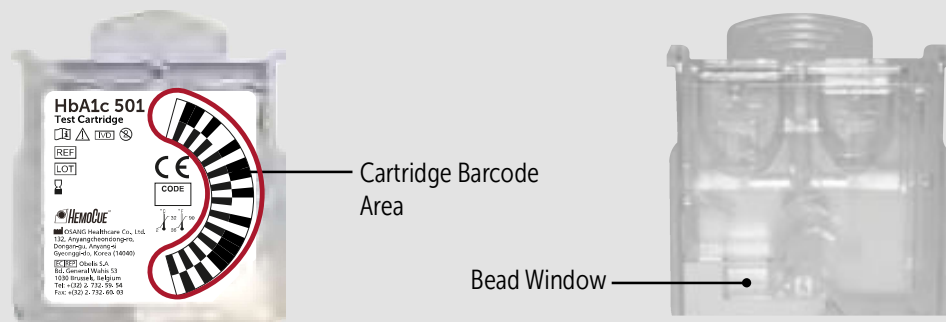 HbA1c 501
Test Cartridge
IVD
REF
LOT
CE
CODE
HemoCue
OSANG Healthcare Co., Ltd.
132, Anyangcheondong-ro,
Dongan-gu, Anyang-si
Gyeonggi-do, Korea (14040)
EC REP Obelis S.A
Bd. General Wahis 53
1030 Brussels, Belgium
Tel: +(32) 2. 732. 59. 54
Fax: +(32) 2. 732. 60. 03
Cartridge Barcode
Area
Bead Window